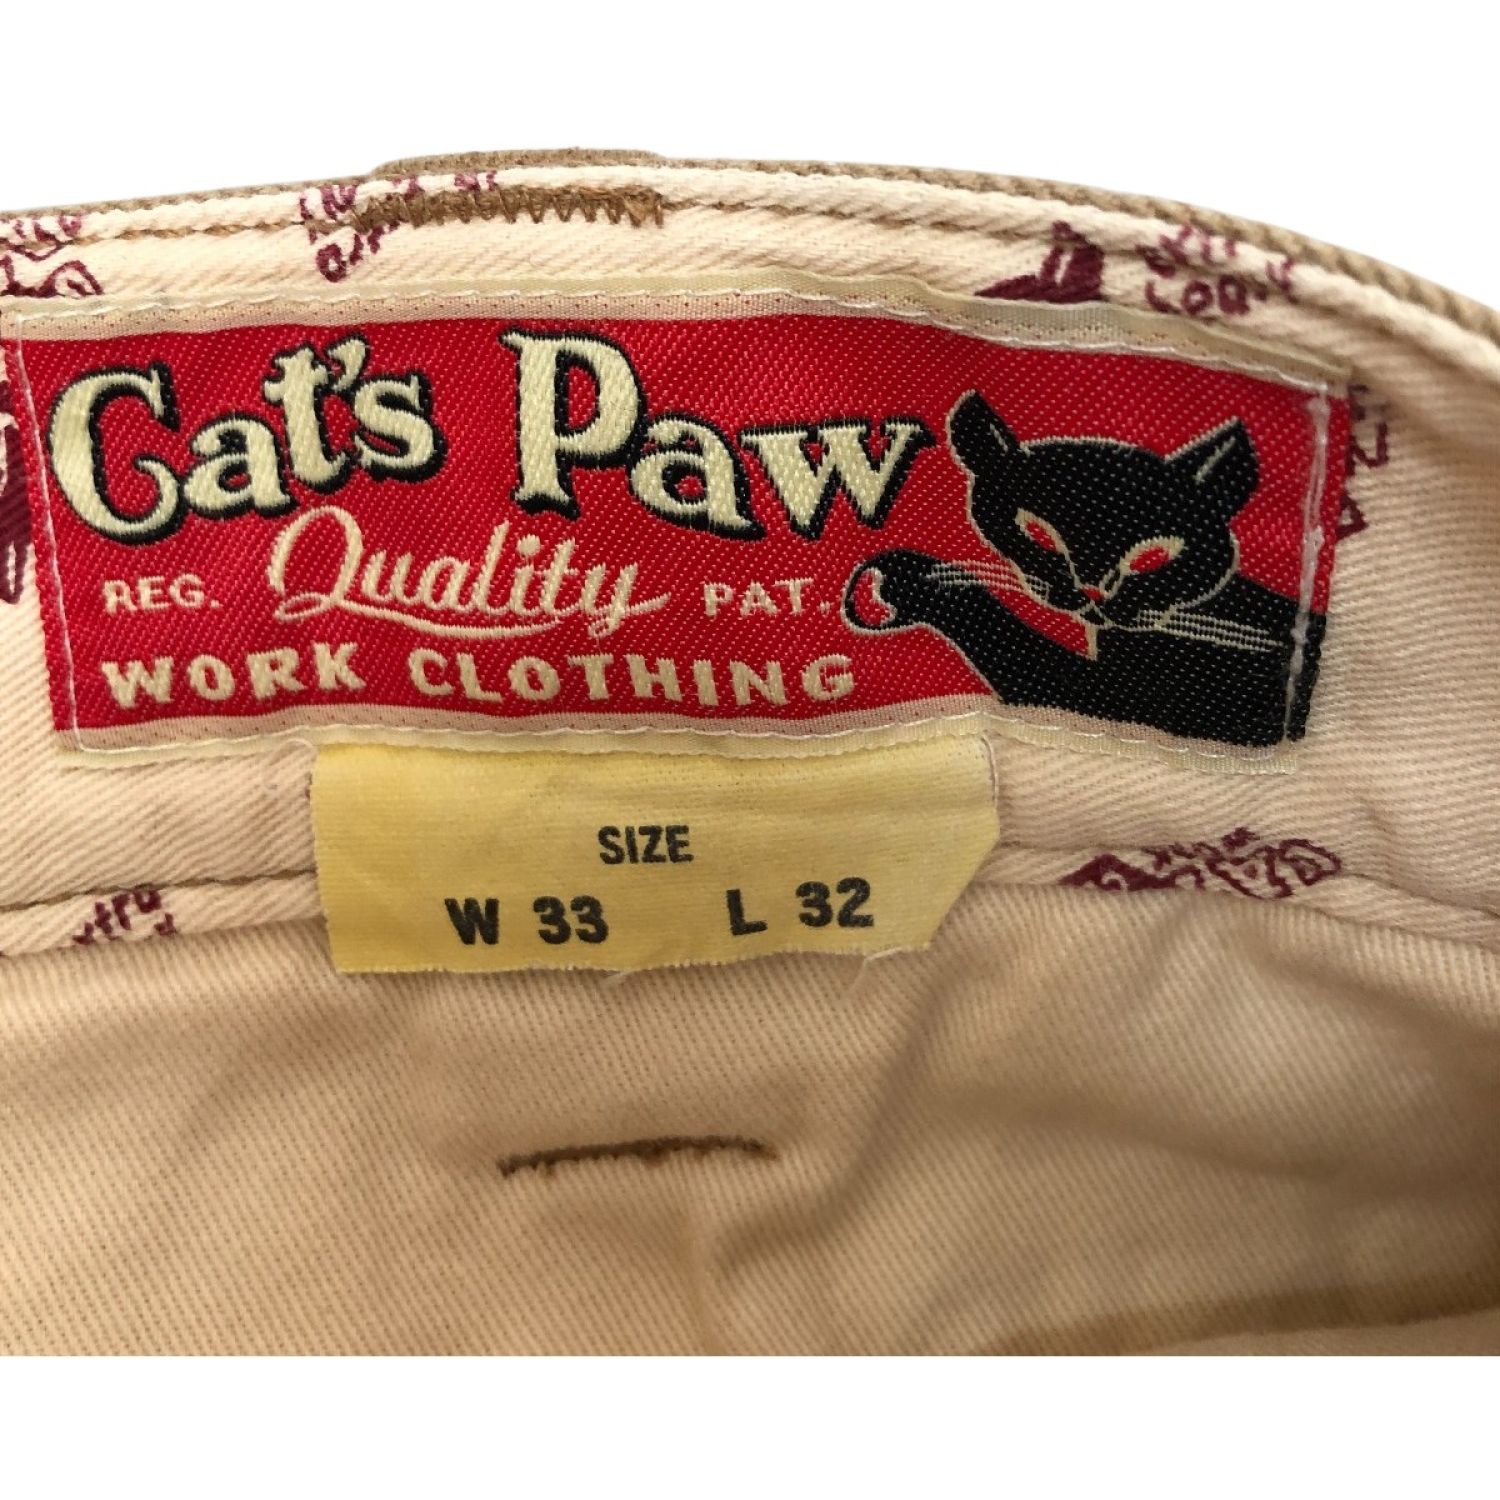 Cat's Paw
REG. Quality PAT.
WORK CLOTHING
SIZE
W 33 L 32